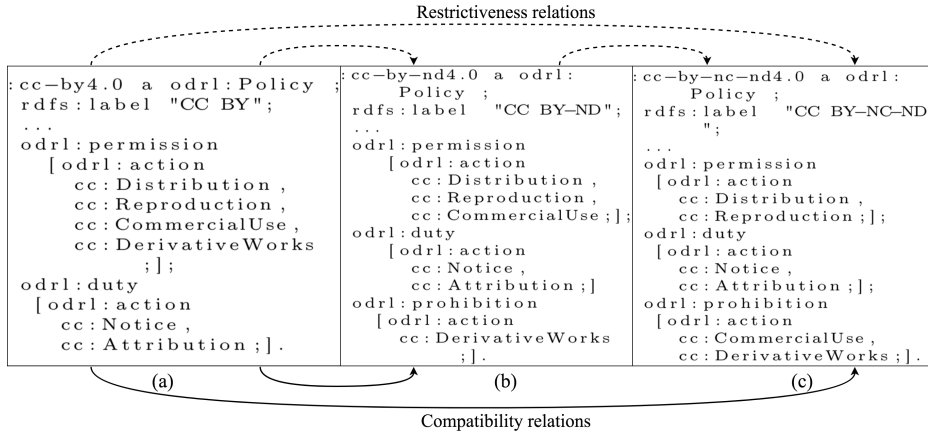 Restrictiveness relations
:cc-by4.0 a odrl:Policy ;
rdfs:label "CC BY";
...
odrl:permission
[odrl:action
cc:Distribution,
cc:Reproduction,
cc:CommercialUse,
cc:DerivativeWorks
;];
odrl:duty
[odrl:action
cc:Notice,
cc:Attribution;].
(a)
:cc-by-nd4.0 a odrl:
Policy ;
rdfs:label "CC BY-ND";
...
odrl:permission
[odrl:action
cc:Distribution,
cc:Reproduction,
cc:CommercialUse;];
odrl:duty
[odrl:action
cc:Notice,
cc:Attribution;]
odrl:prohibition
[odrl:action
cc:DerivativeWorks
;].
(b)
:cc-by-nc-nd4.0 a odrl:
Policy ;
rdfs:label "CC BY-NC-ND
";
...
odrl:permission
[odrl:action
cc:Distribution,
cc:Reproduction;];
odrl:duty
[odrl:action
cc:Notice,
cc:Attribution;];
odrl:prohibition
[odrl:action
cc:CommercialUse,
cc:DerivativeWorks;].
(c)
Compatibility relations